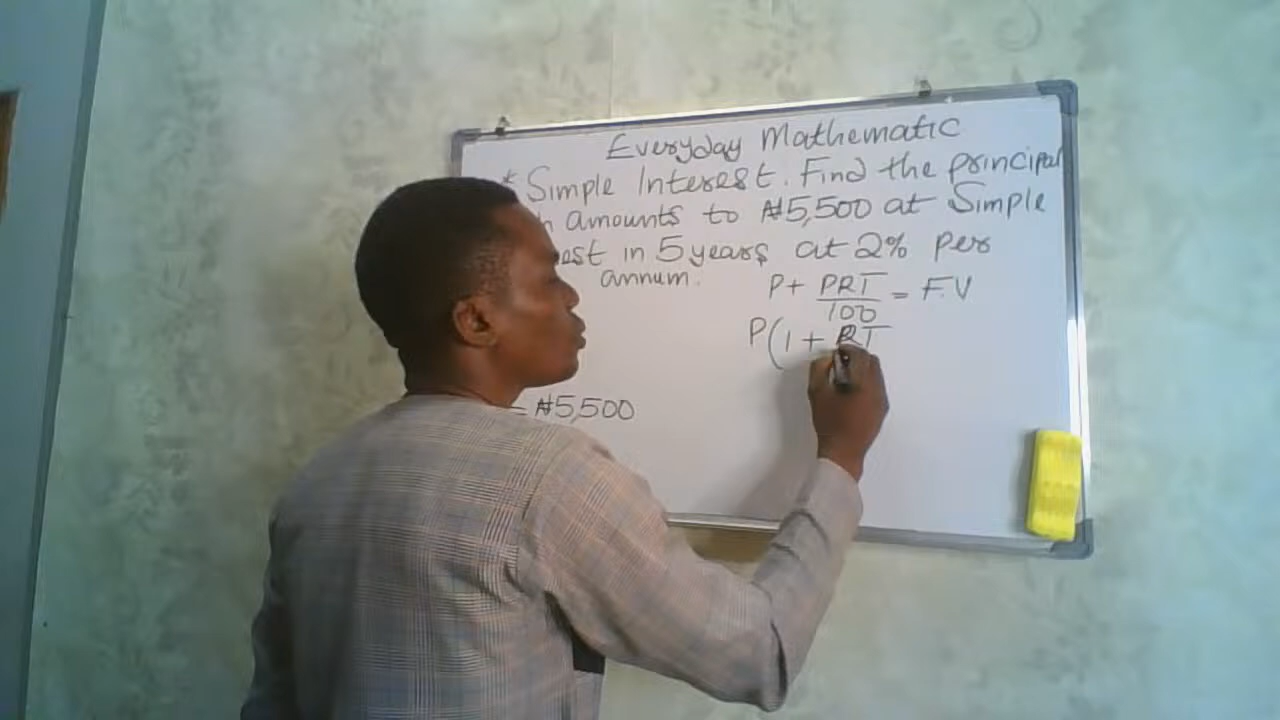 Everyday Mathematic
* Simple Interest. Find the principal
amounts to ₦5,500 at Simple
in 5 years at 2% per
annum.
P + PRT/100 = F.V
P(1 + RT
= ₦5,500